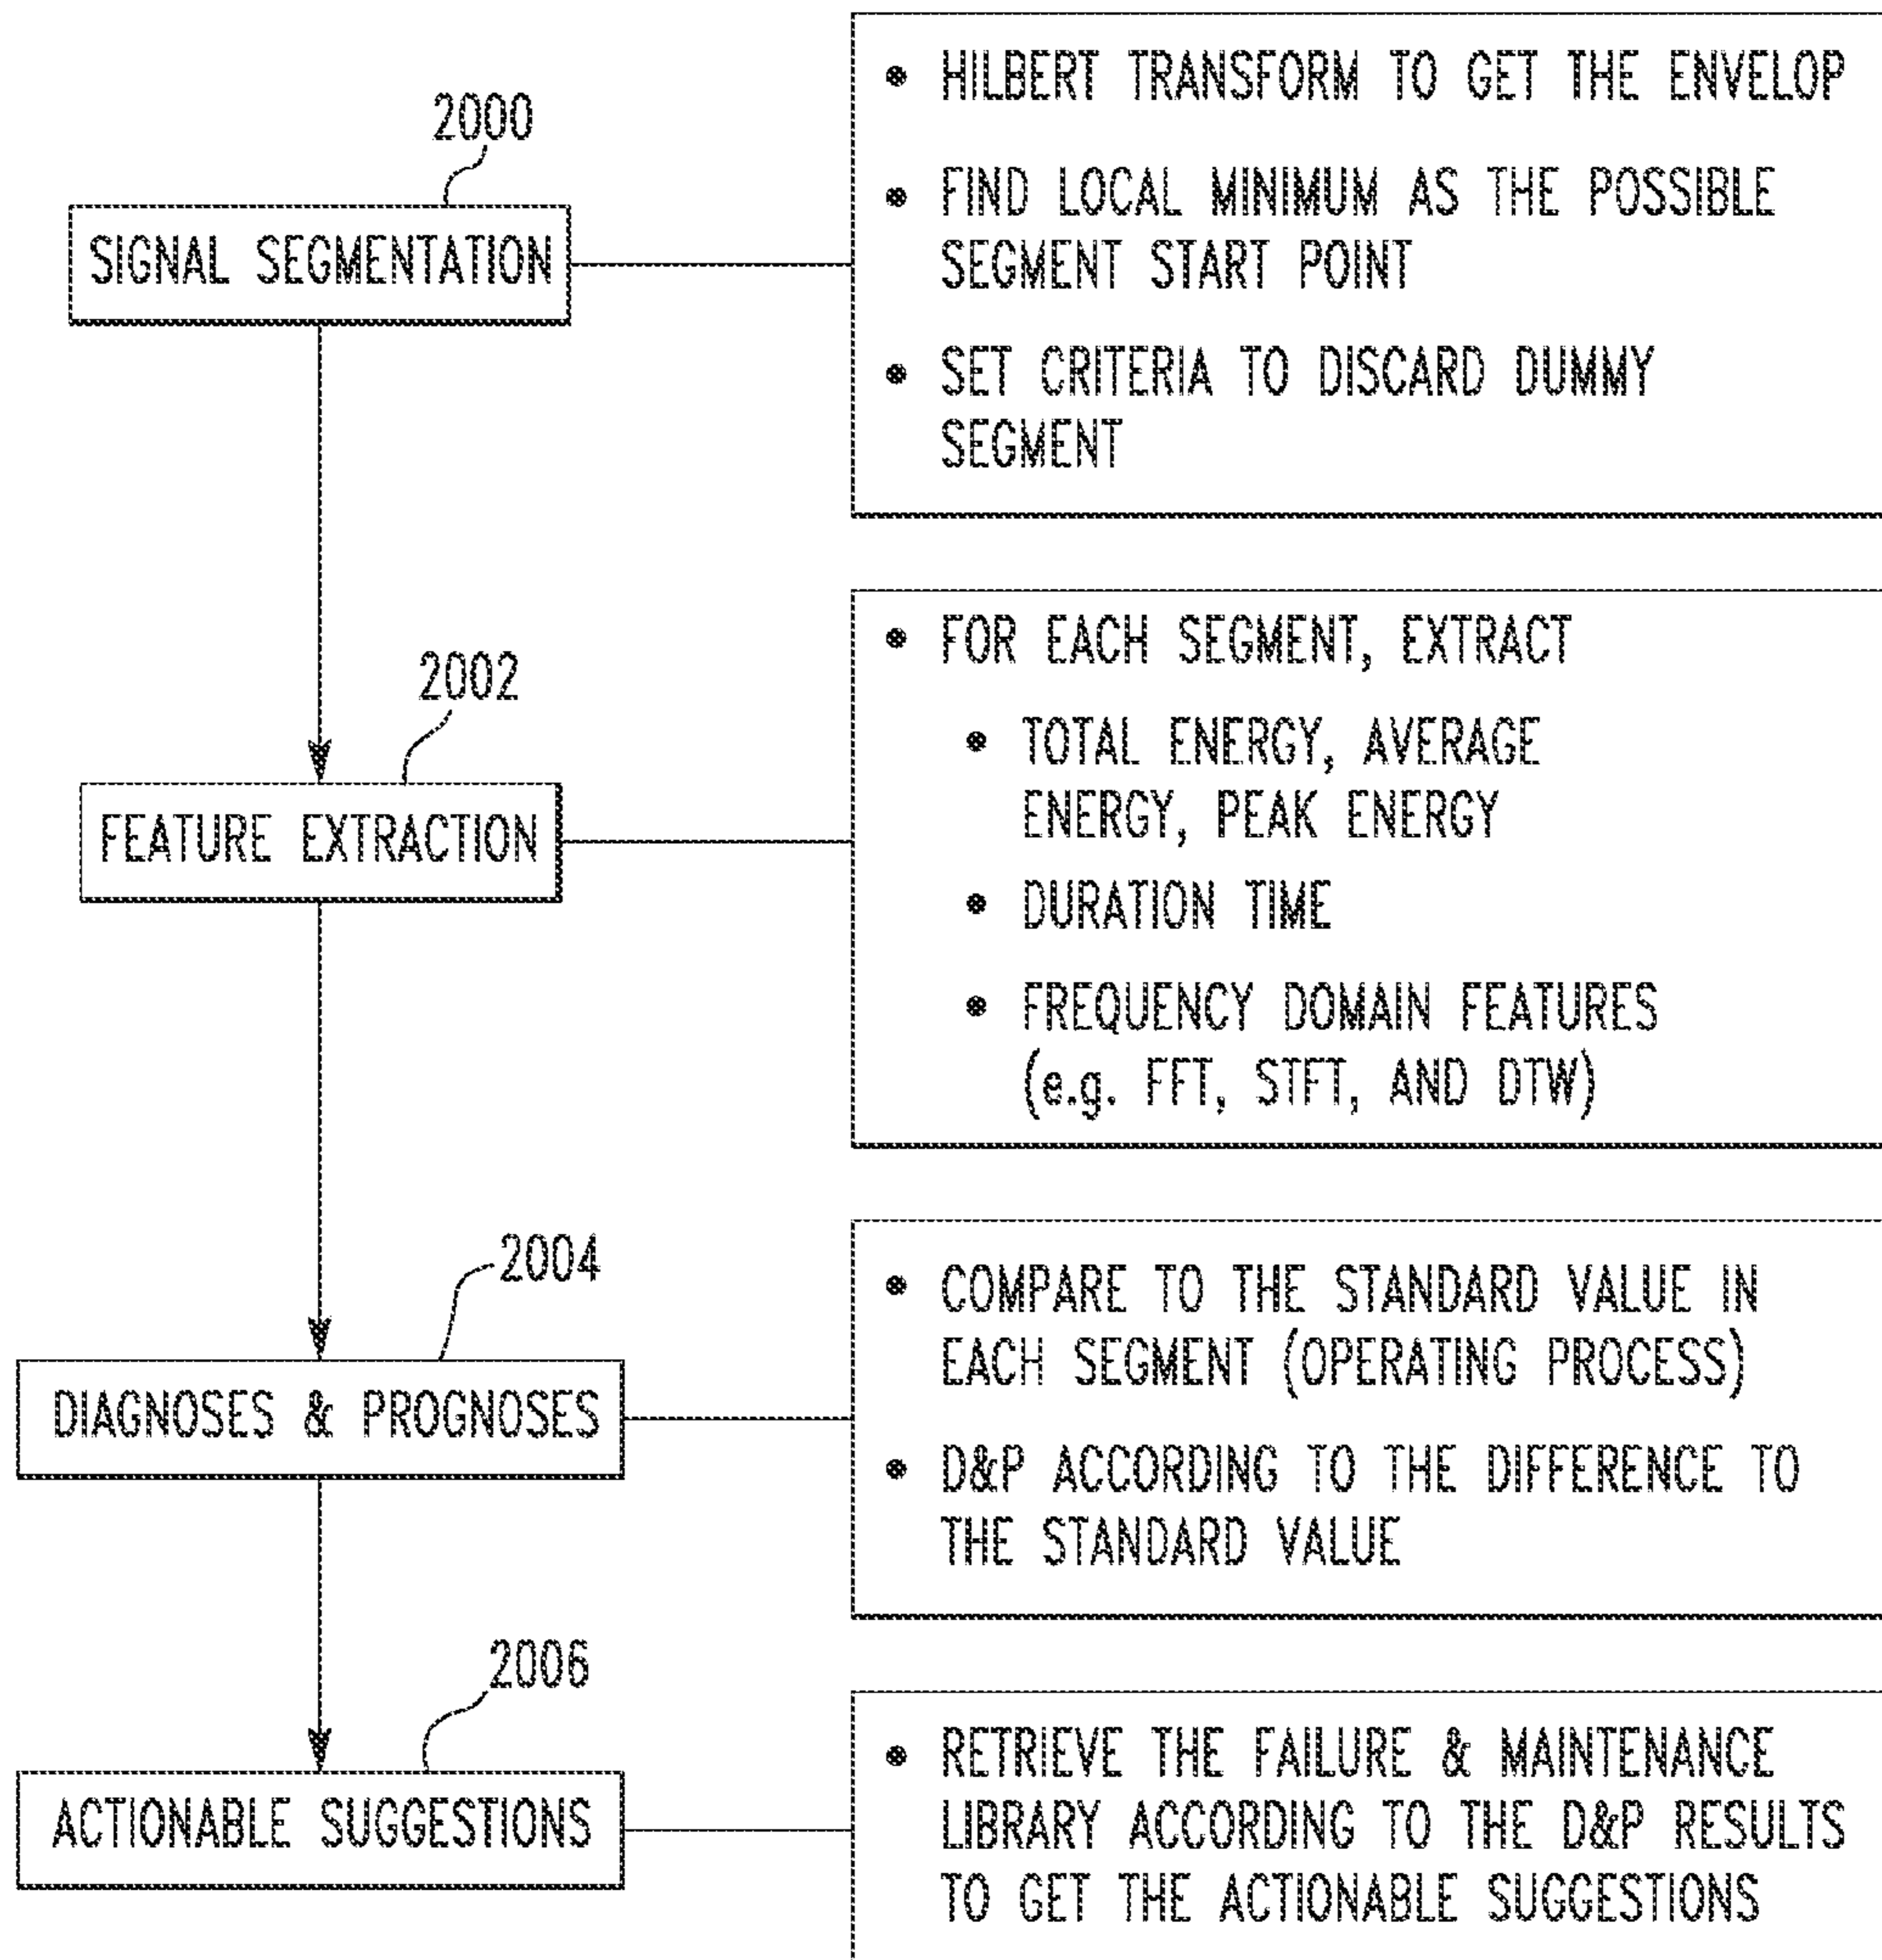 2000
SIGNAL SEGMENTATION
• HILBERT TRANSFORM TO GET THE ENVELOP
• FIND LOCAL MINIMUM AS THE POSSIBLE
SEGMENT START POINT
• SET CRITERIA TO DISCARD DUMMY
SEGMENT
2002
FEATURE EXTRACTION
• FOR EACH SEGMENT, EXTRACT
• TOTAL ENERGY, AVERAGE
ENERGY, PEAK ENERGY
• DURATION TIME
• FREQUENCY DOMAIN FEATURES
(e.g. FFT, STFT, AND DTW)
2004
DIAGNOSES & PROGNOSES
• COMPARE TO THE STANDARD VALUE IN
EACH SEGMENT (OPERATING PROCESS)
• D&P ACCORDING TO THE DIFFERENCE TO
THE STANDARD VALUE
2006
ACTIONABLE SUGGESTIONS
• RETRIEVE THE FAILURE & MAINTENANCE
LIBRARY ACCORDING TO THE D&P RESULTS
TO GET THE ACTIONABLE SUGGESTIONS